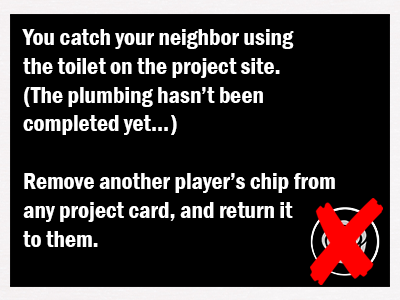 You catch your neighbor using
the toilet on the project site.
(The plumbing hasn't been
completed yet...)
Remove another player's chip from
any project card, and return it
to them.